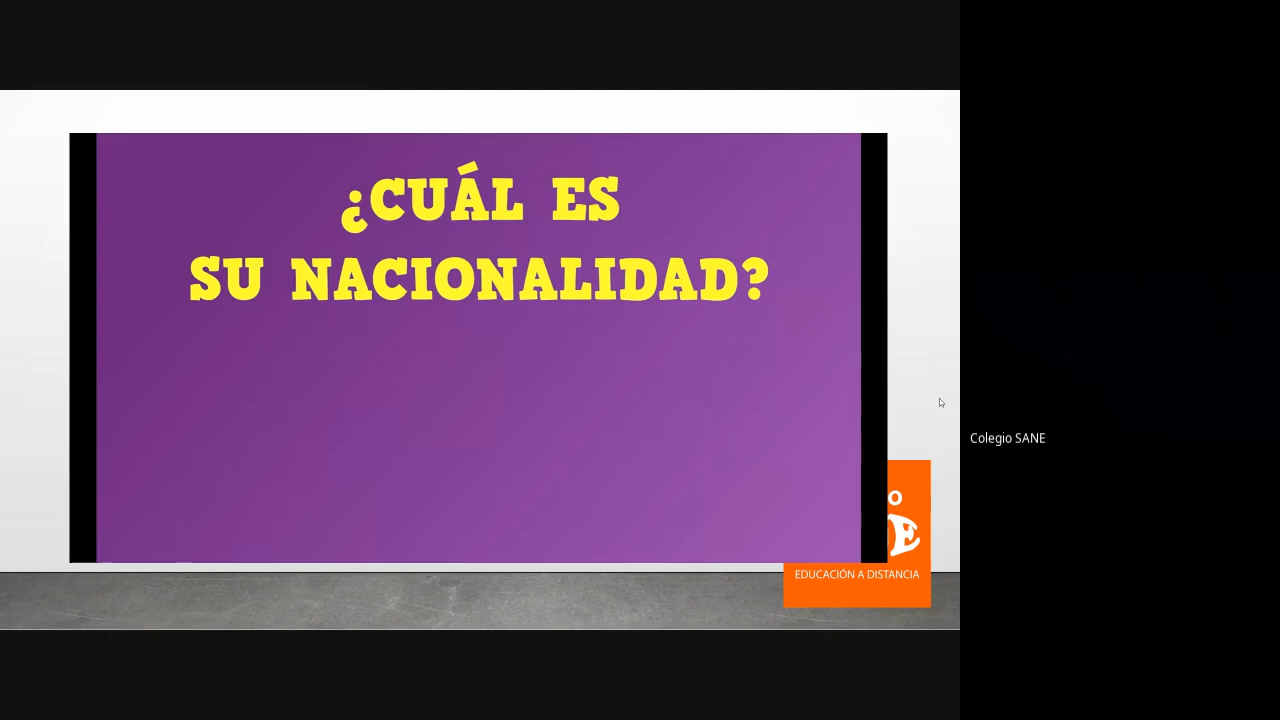 ¿CUÁL ES
SU NACIONALIDAD?
Colegio SANE
O
E
EDUCACIÓN A DISTANCIA